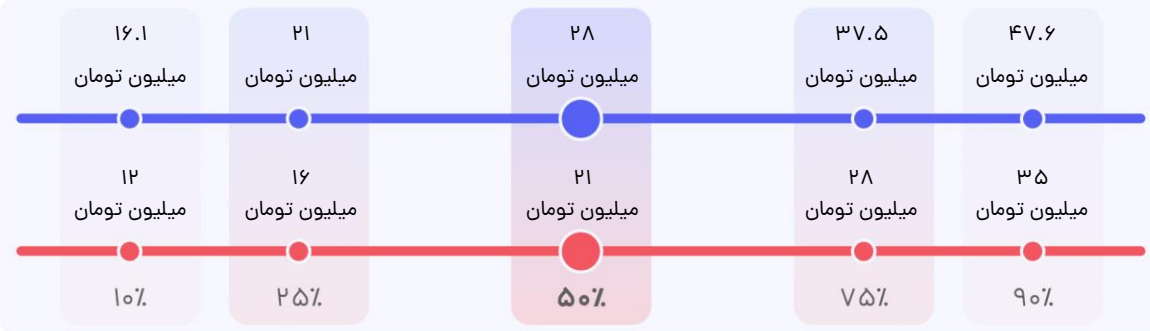 ۱۶.۱ ۲۱ ۲۸ ۳۷.۵ ۴۷.۶
میلیون تومان میلیون تومان میلیون تومان میلیون تومان میلیون تومان
۱۲ ۱۶ ۲۱ ۲۸ ۳۵
میلیون تومان میلیون تومان میلیون تومان میلیون تومان میلیون تومان
۱۰٪ ۲۵٪ ۵۰٪ ۷۵٪ ۹۰٪